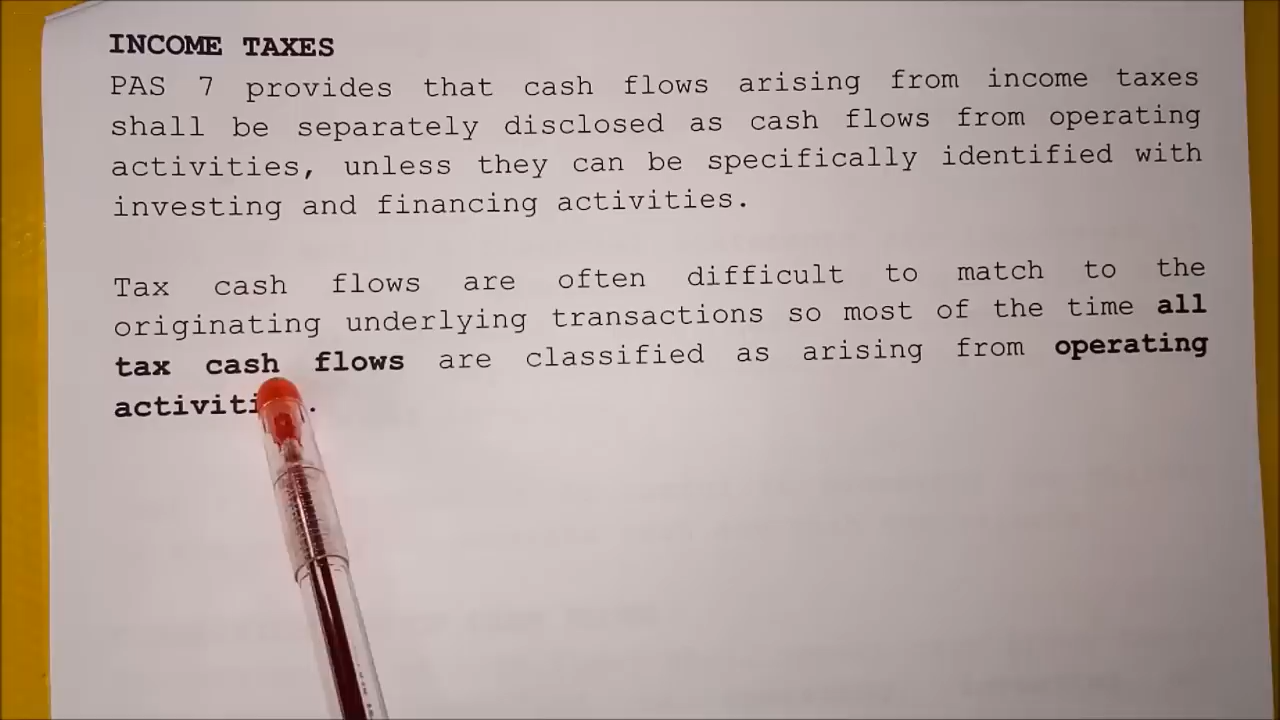 INCOME TAXES
PAS 7 provides that cash flows arising from income taxes
shall be separately disclosed as cash flows from operating
activities, unless they can be specifically identified with
investing and financing activities.
Tax cash flows are often difficult to match to the
originating underlying transactions so most of the time all
tax cash flows are classified as arising from operating